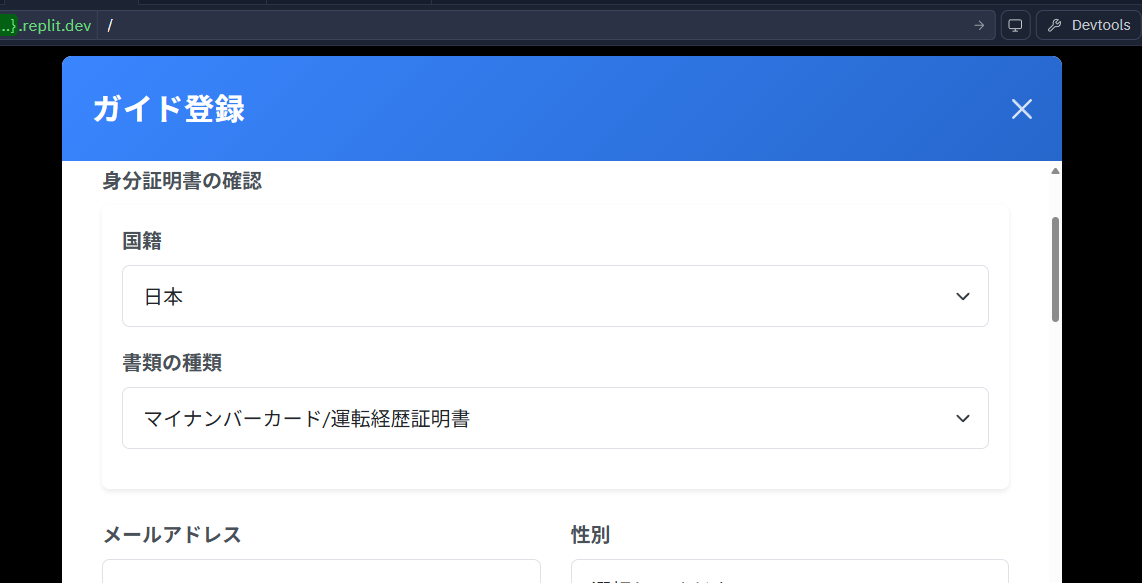 ..}.replit.dev /
Devtools
ガイド登録
身分証明書の確認
国籍
日本
書類の種類
マイナンバーカード/運転経歴証明書
メールアドレス
性別